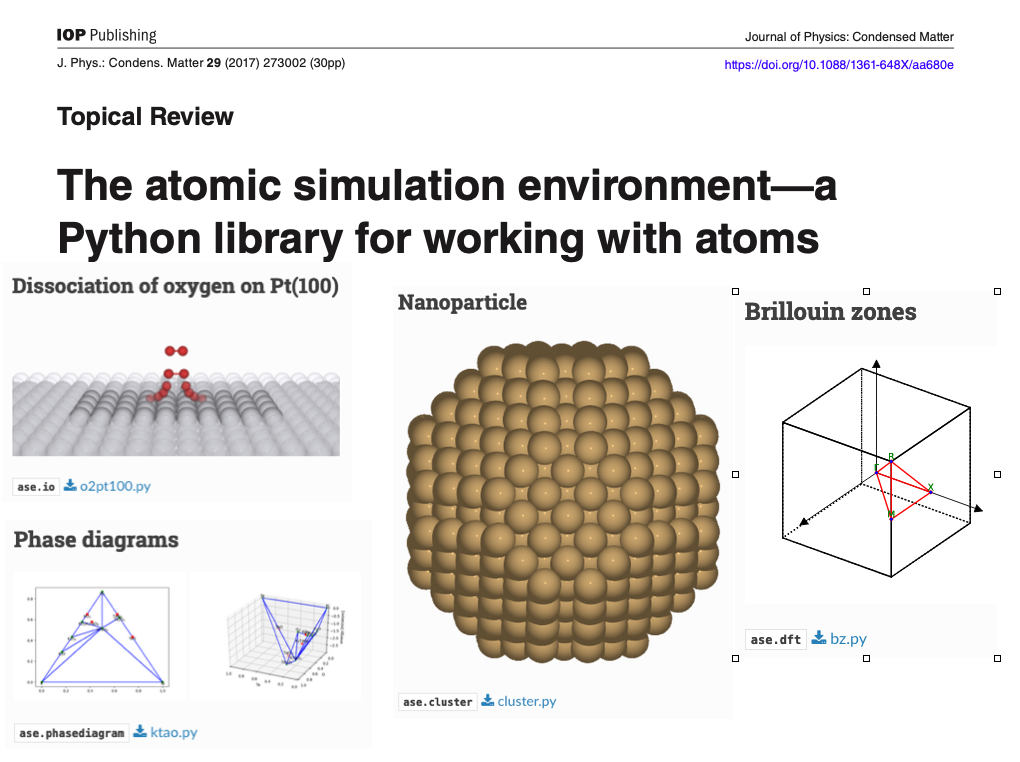 IOP Publishing
Journal of Physics: Condensed Matter
J. Phys.: Condens. Matter 29 (2017) 273002 (30pp)
https://doi.org/10.1088/1361-648X/aa680e
Topical Review
The atomic simulation environment—a
Python library for working with atoms
Dissociation of oxygen on Pt(100)
ase.io o2pt100.py
Phase diagrams
ase.phasediagram ktao.py
Nanoparticle
ase.cluster cluster.py
Brillouin zones
R
Γ
X
M
ase.dft bz.py